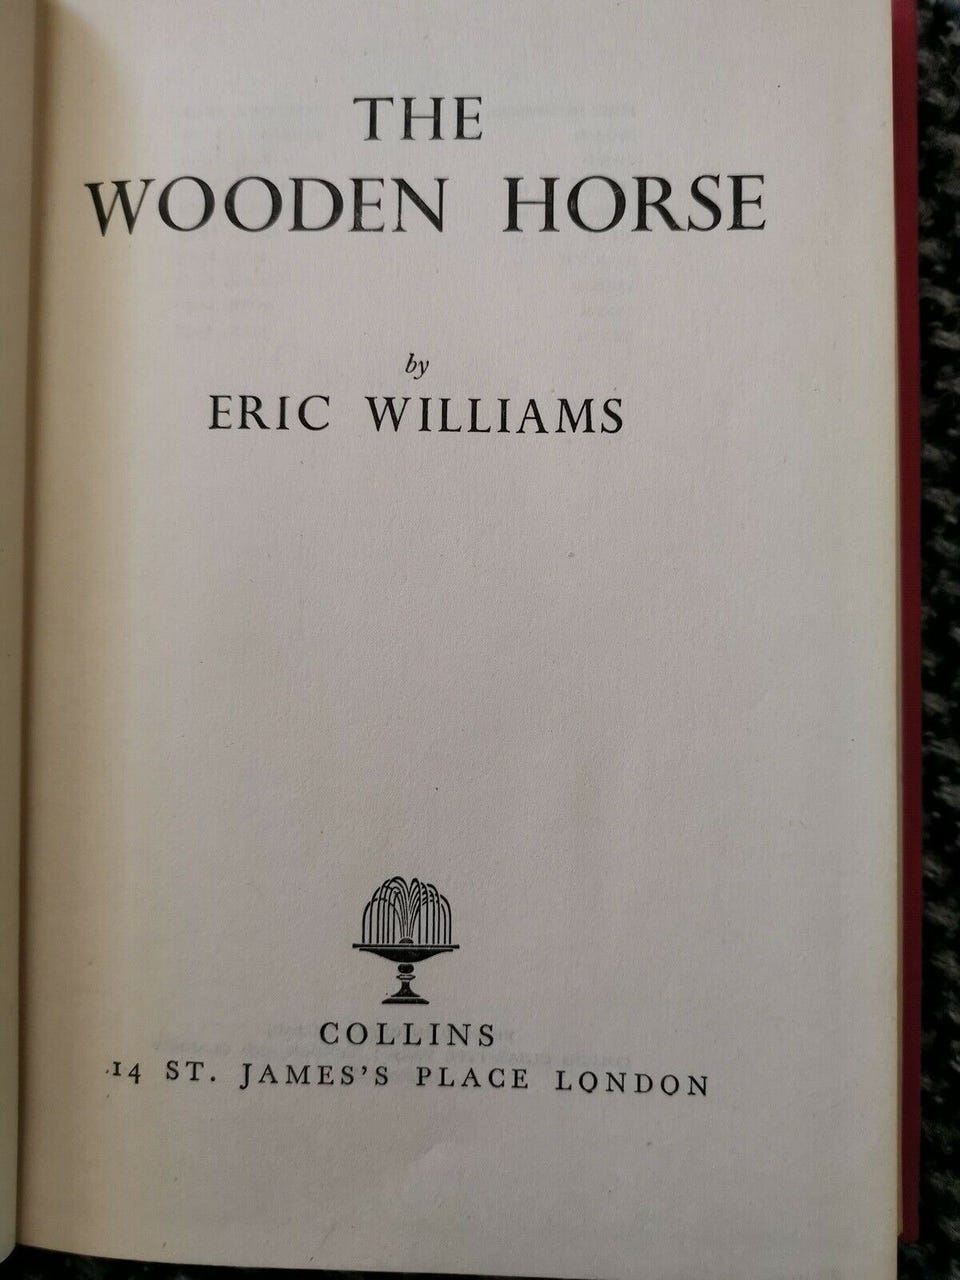 THE
WOODEN HORSE
by
ERIC WILLIAMS
COLLINS
14 ST. JAMES'S PLACE LONDON